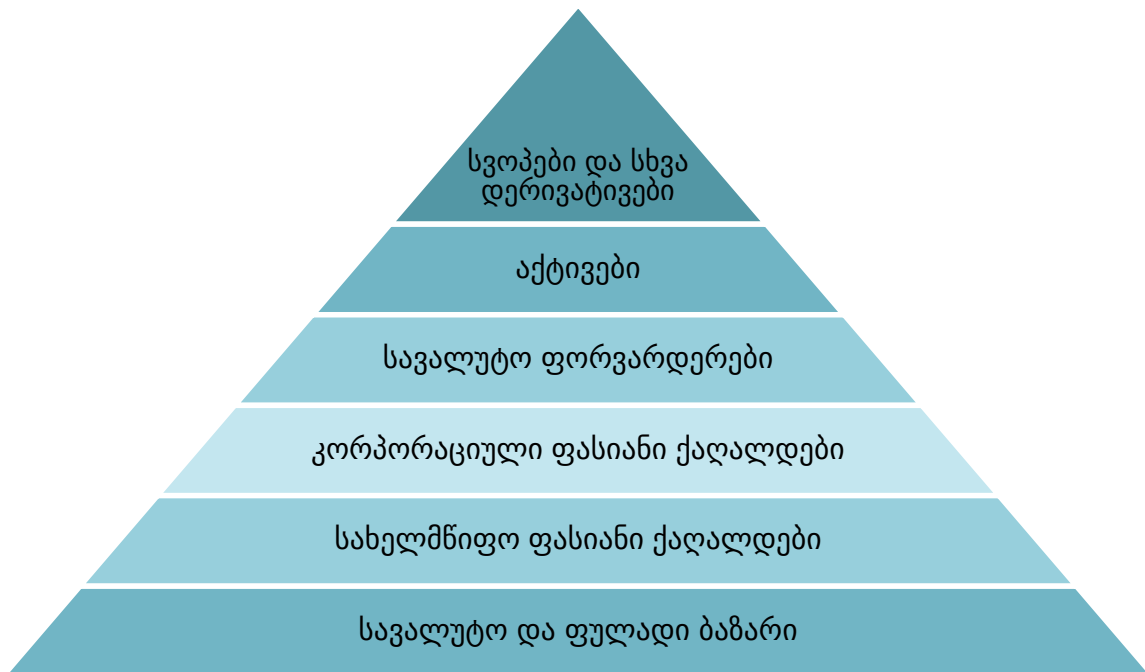 სვოპები და სხვა
დერივატივები
აქტივები
სავალუტო ფორვარდერები
კორპორაციული ფასიანი ქაღალდები
სახელმწიფო ფასიანი ქაღალდები
სავალუტო და ფულადი ბაზარი